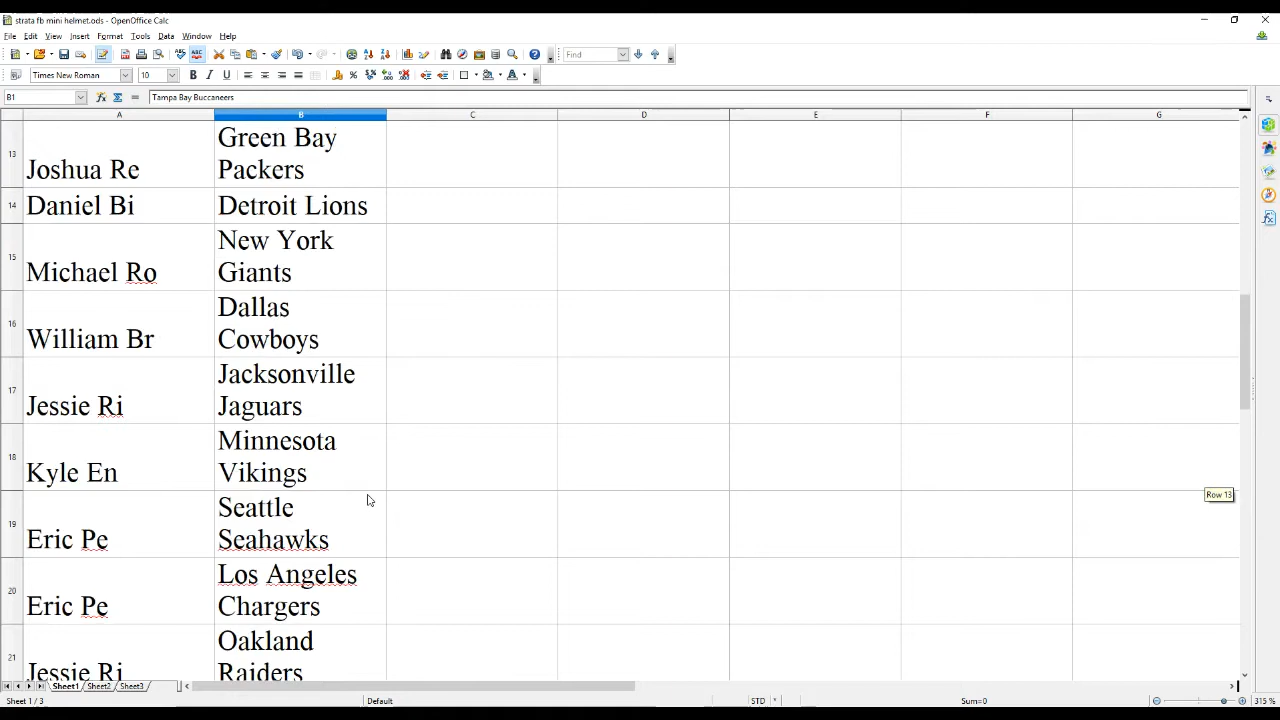 strata fb mini helmet.ods - OpenOffice Calc
File Edit View Insert Format Tools Data Window Help
Find
Times New Roman 10
B1 Tampa Bay Buccaneers
A B C D E F G
13 Joshua Re Green Bay
Packers
14 Daniel Bi Detroit Lions
15 Michael Ro New York
Giants
16 William Br Dallas
Cowboys
17 Jessie Ri Jacksonville
Jaguars
18 Kyle En Minnesota
Vikings
19 Eric Pe Seattle
Seahawks
Row 13
20 Eric Pe Los Angeles
Chargers
21 Jessie Ri Oakland
Raiders
Sheet1 Sheet2 Sheet3
Sheet 1 / 3 Default STD * Sum=0 315 %